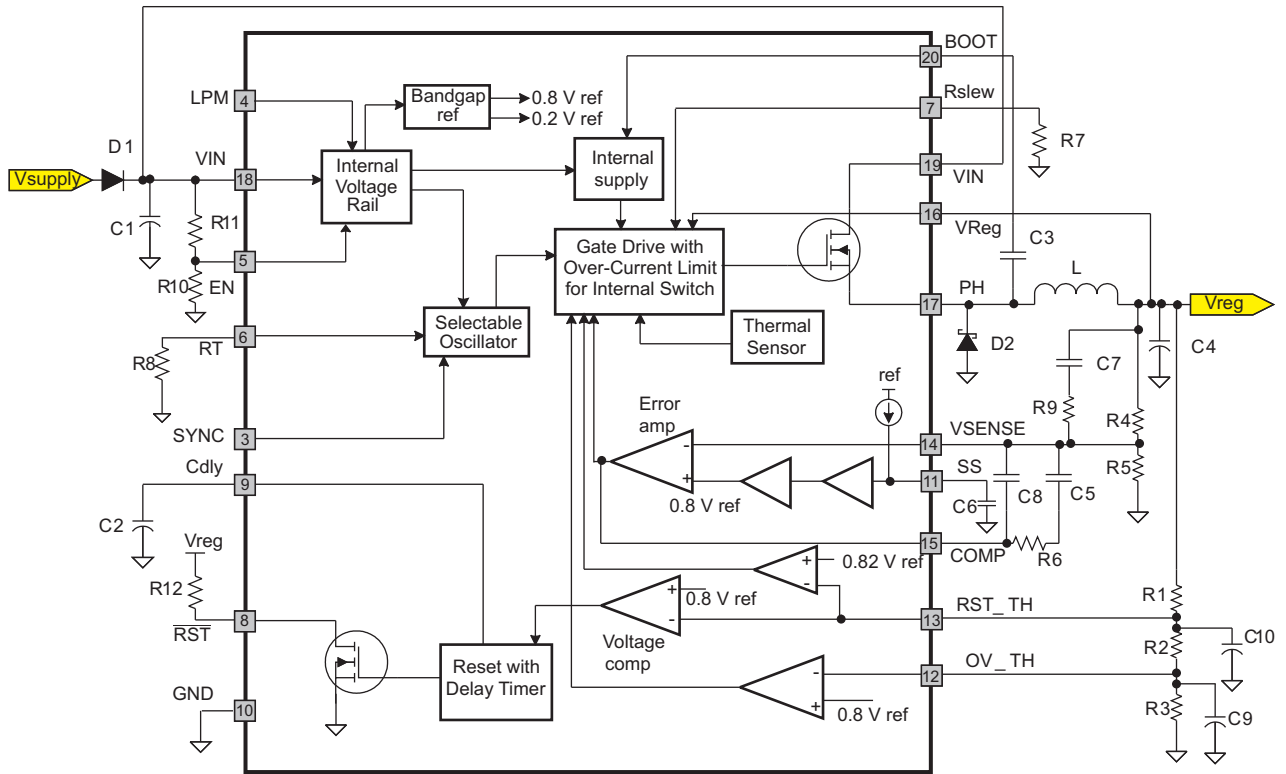 BOOT
20
LPM
4
Bandgap
ref
0.8 V ref
0.2 V ref
7
Rslew
R7
D1
VIN
Vsupply
18
Internal
Voltage
Rail
Internal
supply
19
VIN
C1
R11
16
VReg
C3
Gate Drive with
Over-Current Limit
for Internal Switch
5
R10
EN
PH
17
L
Vreg
6
RT
R8
Selectable
Oscillator
Thermal
Sensor
D2
C7
C4
ref
Error
amp
R9
R4
SYNC
3
-
14
VSENSE
Cdly
9
+
0.8 V ref
SS
11
C6
C8
C5
R5
C2
Vreg
15
COMP
R6
R12
+
-
0.82 V ref
+
-
0.8 V ref
R1
RST
8
Voltage
comp
13
RST_TH
R2
C10
Reset with
Delay Timer
-
+
0.8 V ref
12
OV_TH
GND
10
R3
C9